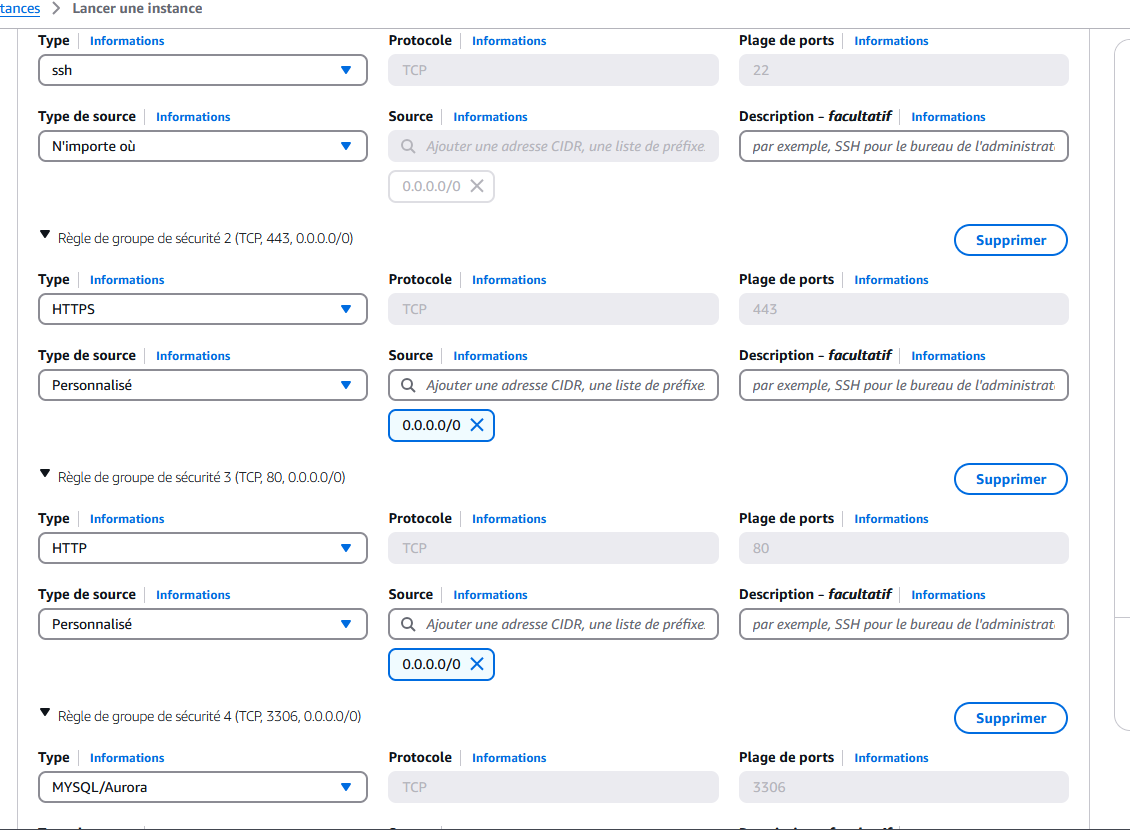 tances > Lancer une instance
Type Informations Protocole Informations Plage de ports Informations
ssh TCP 22
Type de source Informations Source Informations Description – facultatif Informations
N'importe où Ajouter une adresse CIDR, une liste de préfixe par exemple, SSH pour le bureau de l'administrat
0.0.0.0/0
Règle de groupe de sécurité 2 (TCP, 443, 0.0.0.0/0) Supprimer
Type Informations Protocole Informations Plage de ports Informations
HTTPS TCP 443
Type de source Informations Source Informations Description – facultatif Informations
Personnalisé Ajouter une adresse CIDR, une liste de préfixe par exemple, SSH pour le bureau de l'administrat
0.0.0.0/0
Règle de groupe de sécurité 3 (TCP, 80, 0.0.0.0/0) Supprimer
Type Informations Protocole Informations Plage de ports Informations
HTTP TCP 80
Type de source Informations Source Informations Description – facultatif Informations
Personnalisé Ajouter une adresse CIDR, une liste de préfixe par exemple, SSH pour le bureau de l'administrat
0.0.0.0/0
Règle de groupe de sécurité 4 (TCP, 3306, 0.0.0.0/0) Supprimer
Type Informations Protocole Informations Plage de ports Informations
MYSQL/Aurora TCP 3306